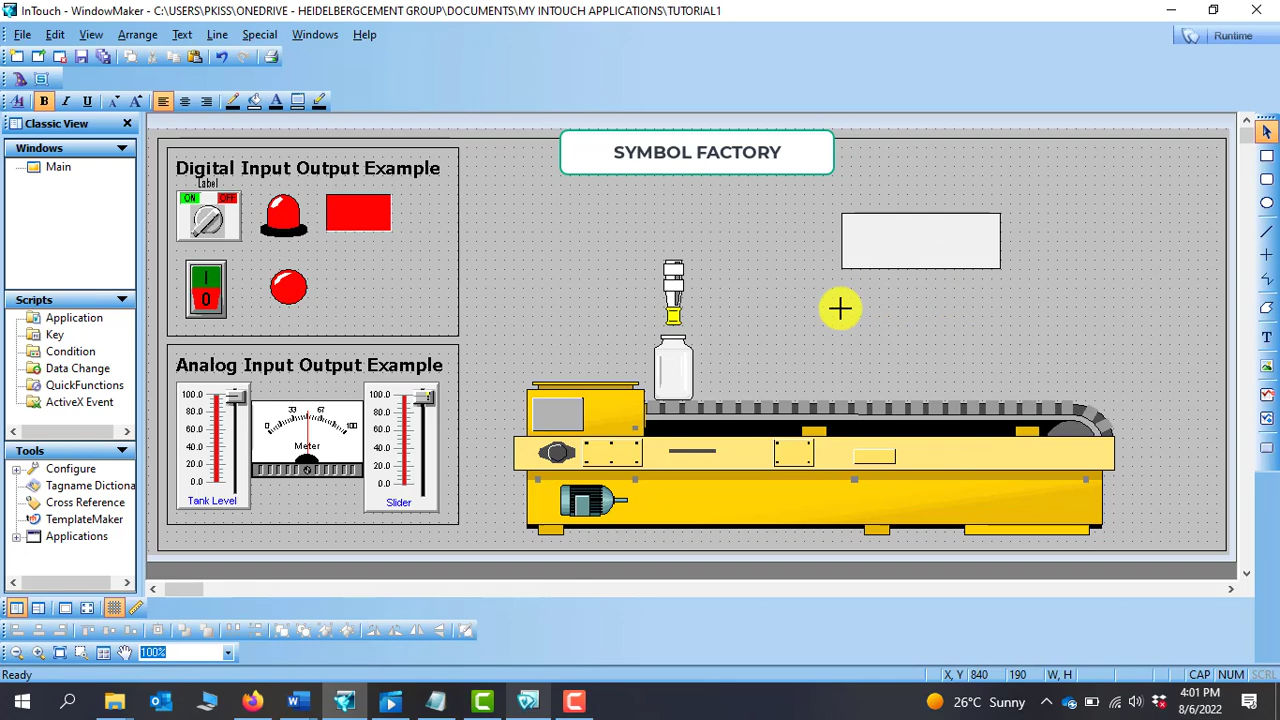 InTouch - WindowMaker - C:\USERS\PKISS\ONEDRIVE - HEIDELBERGCEMENT GROUP\DOCUMENTS\MY INTOUCH APPLICATIONS\TUTORIAL1
File Edit View Arrange Text Line Special Windows Help
Runtime
Classic View
Windows
Main
Scripts
Application
Key
Condition
Data Change
QuickFunctions
ActiveX Event
Tools
Configure
Tagname Dictiona
Cross Reference
TemplateMaker
Applications
SYMBOL FACTORY
Digital Input Output Example
Label
ON OFF
I
0
Analog Input Output Example
100.0
80.0
60.0
40.0
20.0
0.0
Tank Level
0 33 67 100
Meter
100.0
80.0
60.0
40.0
20.0
0.0
Slider
100%
Ready
X, Y 840 190 W, H CAP NUM SCRL
26°C Sunny
4:01 PM
8/6/2022